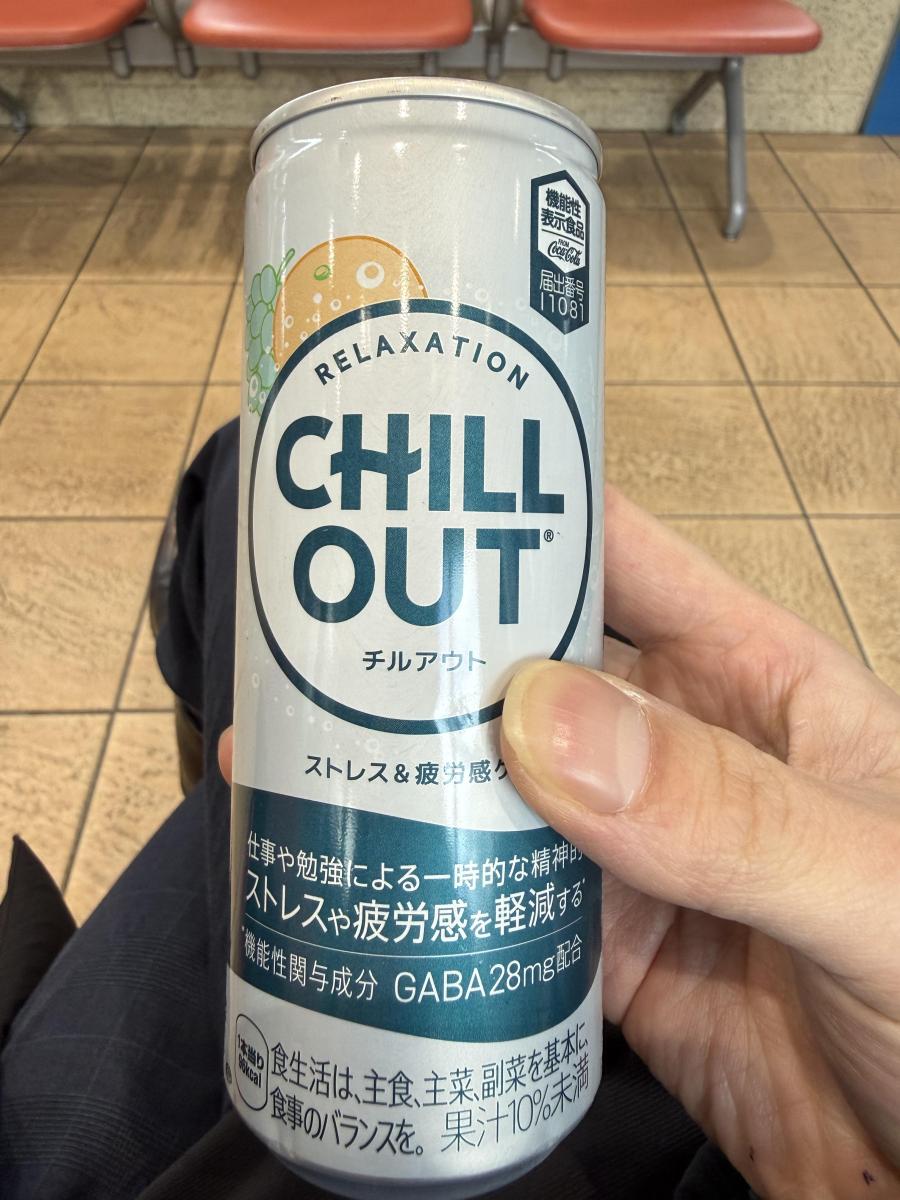 機能性
表示食品
FROM
Coca-Cola
届出番号
I1081
RELAXATION
CHILL
OUT®
チルアウト
ストレス&疲労感ケ
仕事や勉強による一時的な精神的
ストレスや疲労感を軽減する*
*機能性関与成分 GABA28mg配合
1本当り
食生活は、主食、主菜、副菜を基本に、
食事のバランスを。 果汁10%未満